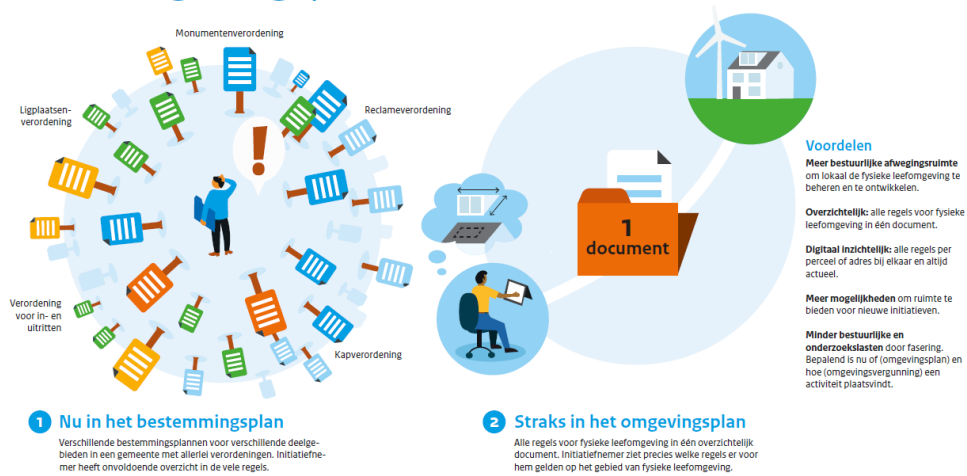 Monumentenverordening
Ligplaatsen-
verordening
Reclameverordening
Verordening
voor in- en
uitritten
Kapverordening
1 Nu in het bestemmingsplan
Verschillende bestemmingsplannen voor verschillende deelge-
bieden in een gemeente met allerlei verordeningen. Initiatiefne-
mer heeft onvoldoende overzicht in de vele regels.
1
document
2 Straks in het omgevingsplan
Alle regels voor fysieke leefomgeving in één overzichtelijk
document. Initiatiefnemer ziet precies welke regels er voor
hem gelden op het gebied van fysieke leefomgeving.
Voordelen
Meer bestuurlijke afwegingsruimte
om lokaal de fysieke leefomgeving te
beheren en te ontwikkelen.
Overzichtelijk: alle regels voor fysieke
leefomgeving in één document.
Digitaal inzichtelijk: alle regels per
perceel of adres bij elkaar en altijd
actueel.
Meer mogelijkheden om ruimte te
bieden voor nieuwe initiatieven.
Minder bestuurlijke en
onderzoekslasten door fasering.
Bepalend is nu of (omgevingsplan) en
hoe (omgevingsvergunning) een
activiteit plaatsvindt.